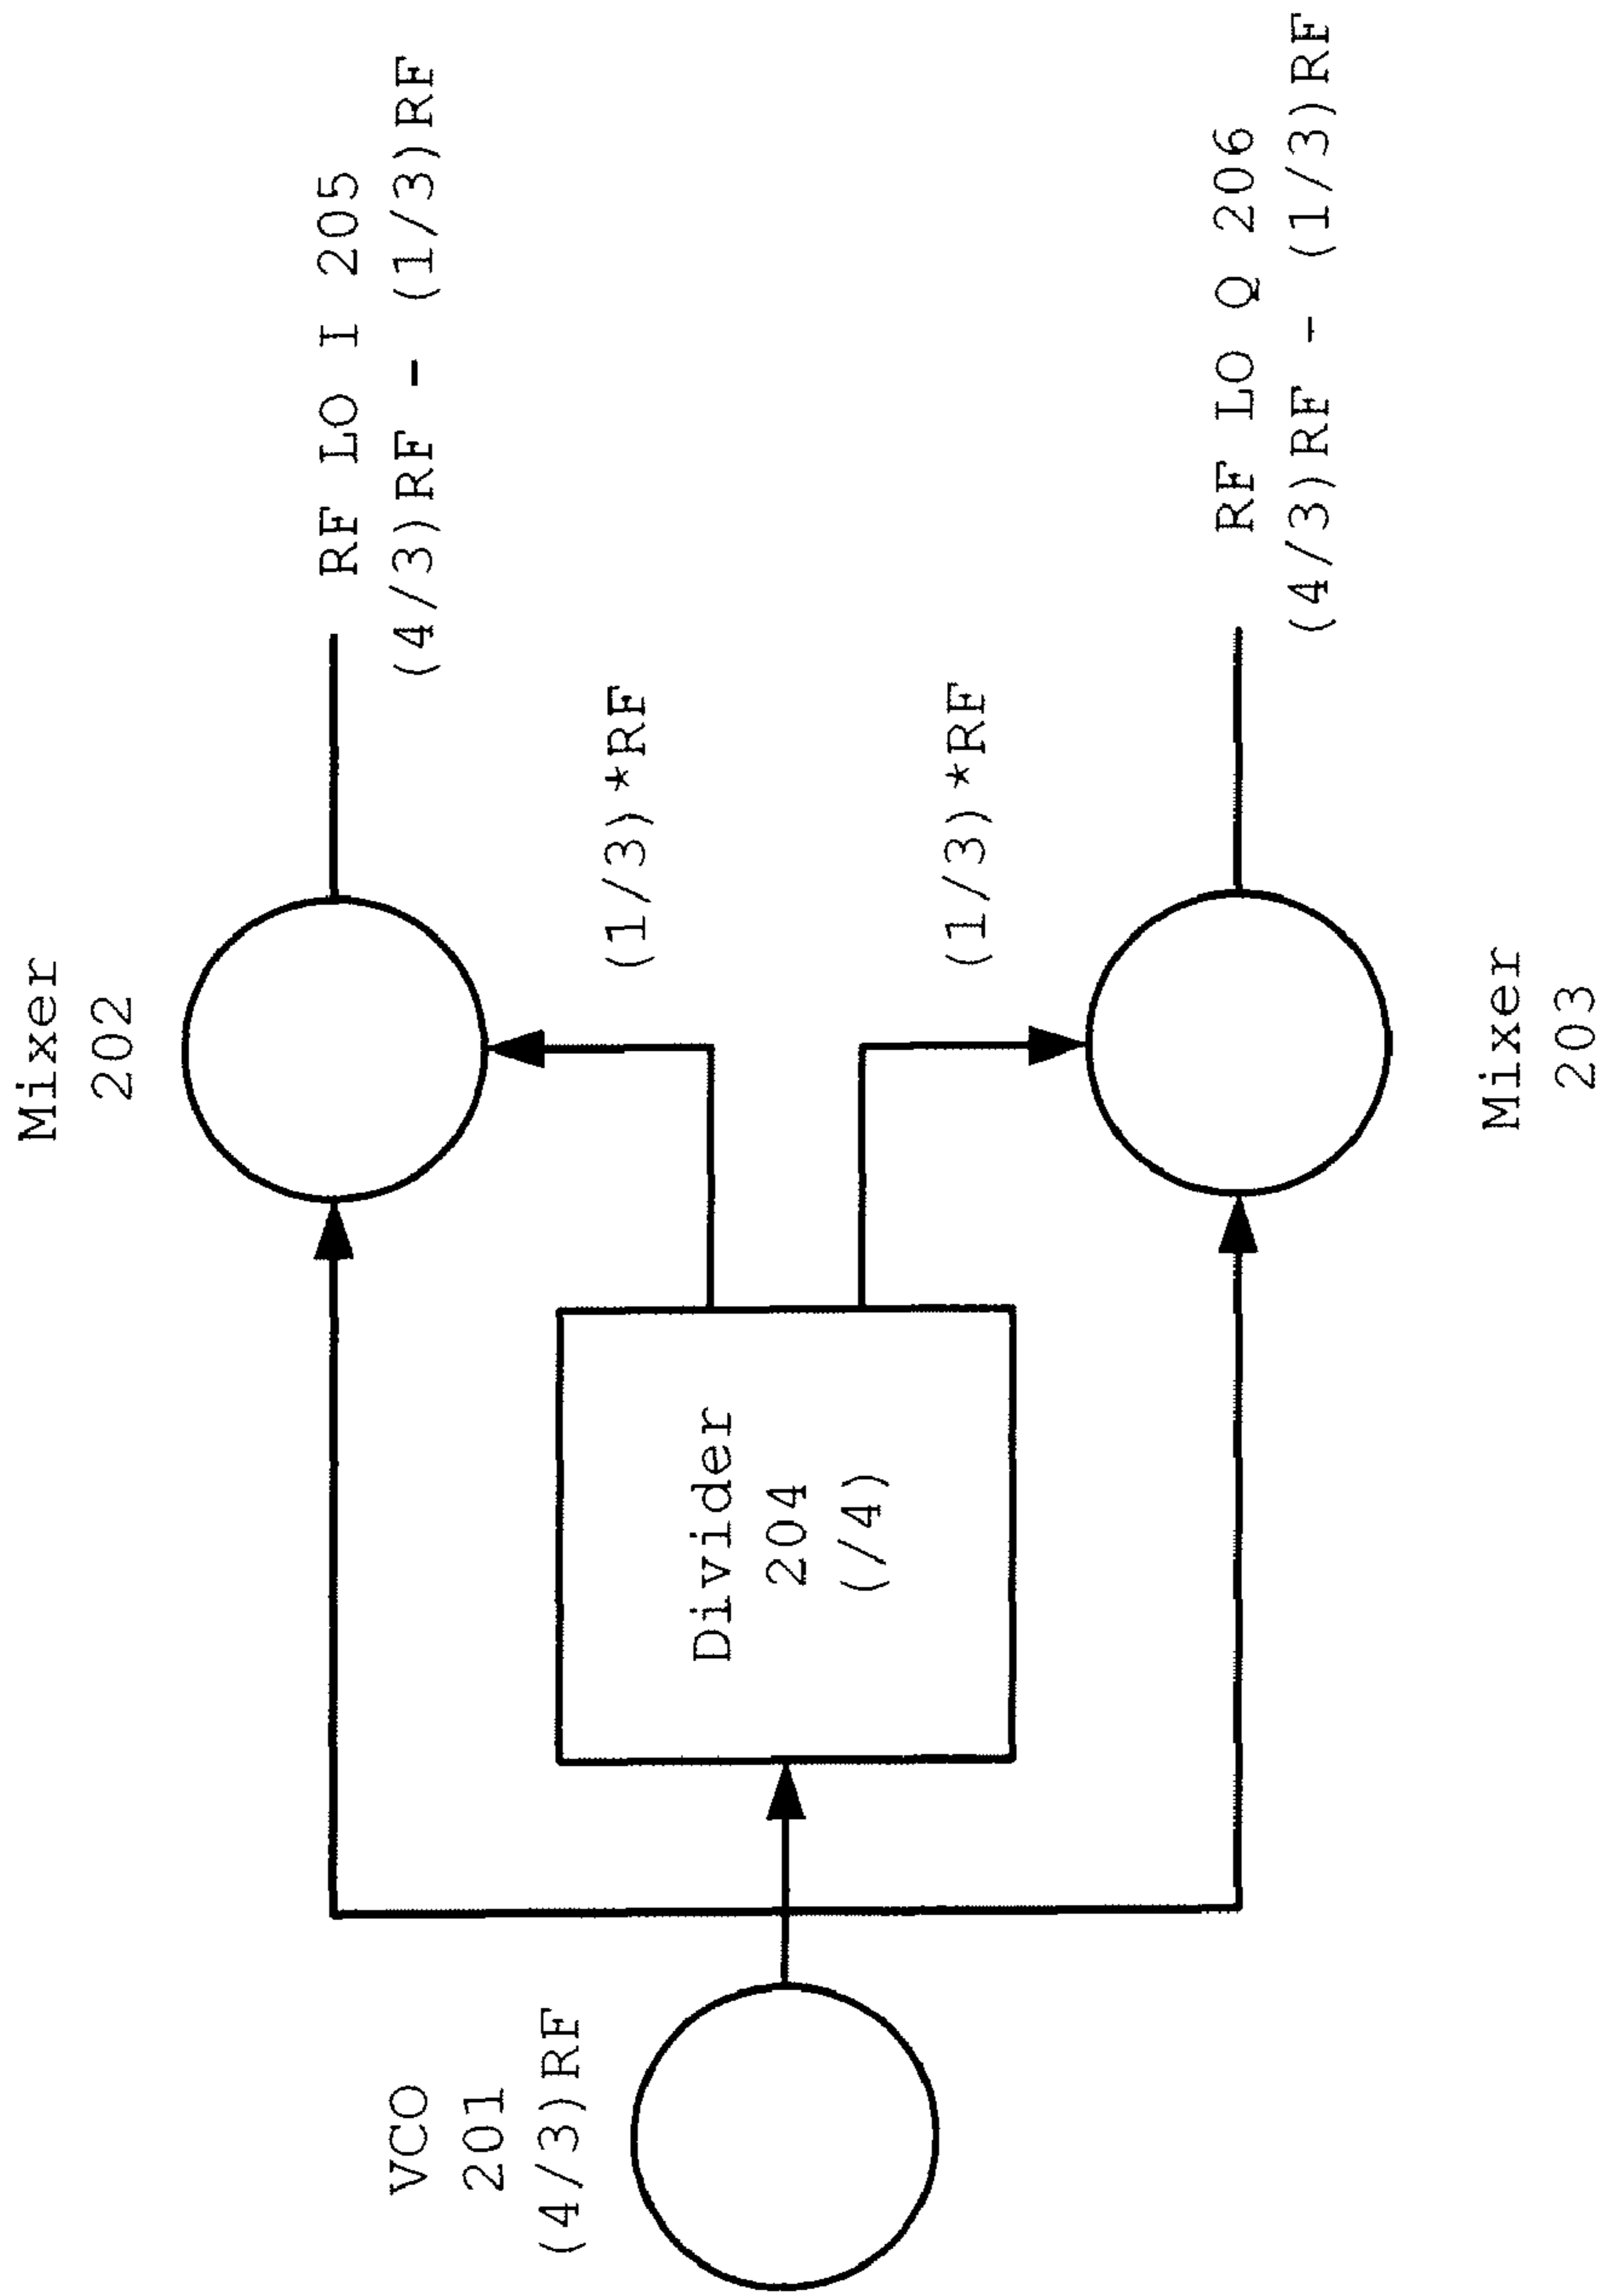 VCO
201
(4/3)RF
Divider
204
(/4)
Mixer
202
(1/3)*RF
RF LO I 205
(4/3)RF - (1/3)RF
(1/3)*RF
Mixer
203
RF LO Q 206
(4/3)RF - (1/3)RF